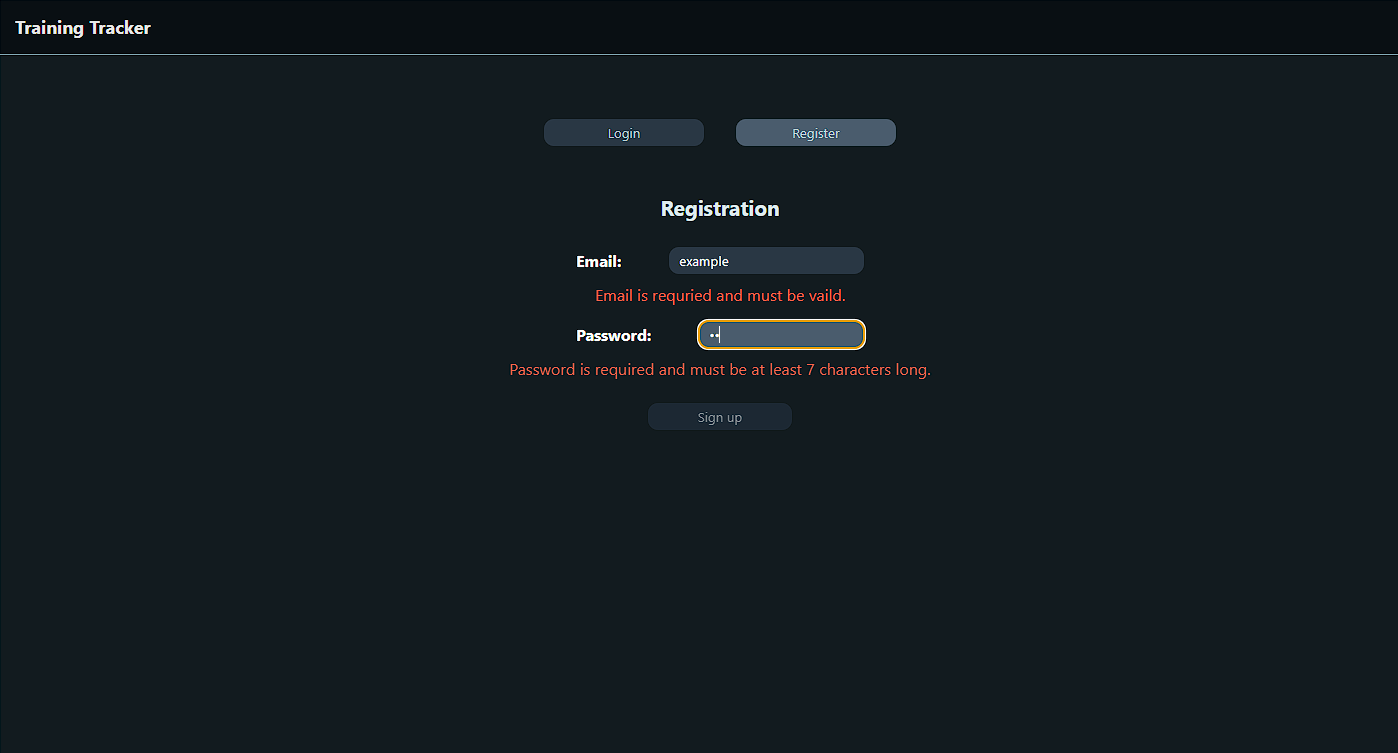 Training Tracker
Login Register
Registration
Email: example
Email is requried and must be vaild.
Password: ••
Password is required and must be at least 7 characters long.
Sign up